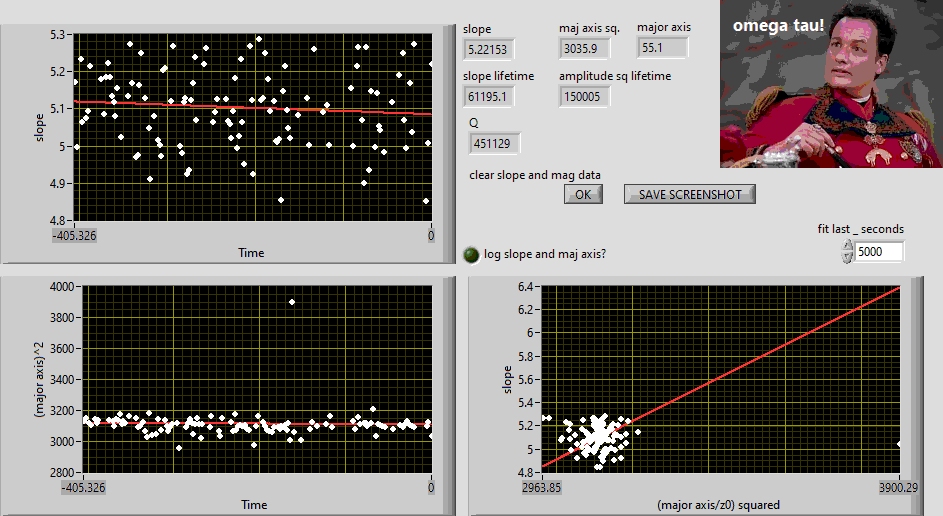 5.3
5.2
5.1
5
4.9
4.8
slope
-405.326
0
Time
slope
5.22153
maj axis sq.
3035.9
major axis
55.1
slope lifetime
61195.1
amplitude sq lifetime
150005
Q
451129
clear slope and mag data
OK
SAVE SCREENSHOT
omega tau!
fit last _ seconds
5000
log slope and maj axis?
4000
3800
3600
3400
3200
3000
2800
(major axis)^2
-405.326
0
Time
6.4
6.2
6
5.8
5.6
5.4
5.2
5
4.8
slope
2963.85
3900.29
(major axis/z0) squared